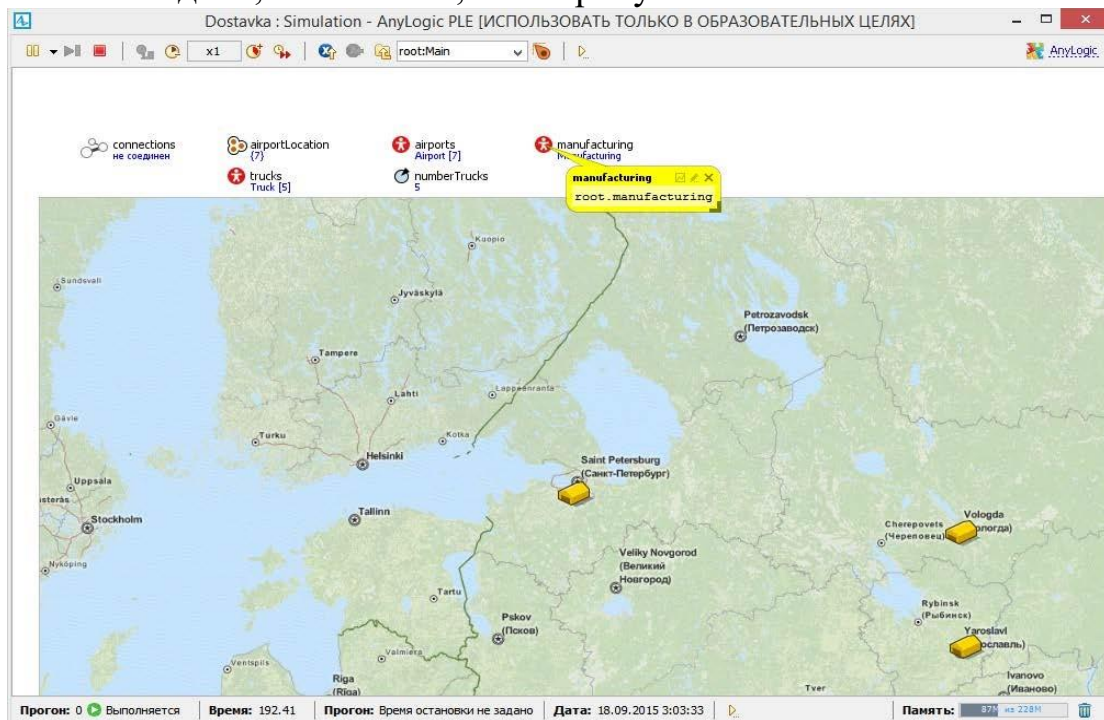 Dostavka : Simulation - AnyLogic PLE [ИСПОЛЬЗОВАТЬ ТОЛЬКО В ОБРАЗОВАТЕЛЬНЫХ ЦЕЛЯХ]
x1
root:Main
AnyLogic
connections
не соединен
airportLocation
{7}
airports
Airport [7]
manufacturing
Manufacturing
trucks
Truck [5]
numberTrucks
5
manufacturing
root.manufacturing
Kuopio
Sundsvall
Jyväskylä
Petrozavodsk
(Петрозаводск)
Tampere
Lahti
Lappeenranta
Gävle
Turku
Kotka
Helsinki
Saint Petersburg
(Санкт-Петербург)
Uppsala
Stockholm
Tallinn
Vologda
Cherepovets
(Череповец)
Nyköping
Veliky Novgorod
(Великий
Новгород)
Tartu
Rybinsk
(Рыбинск)
Pskov
(Псков)
Yaroslavl
Valmiera
Ventspils
Riga
(Rīga)
Tver
Ivanovo
(Иваново)
Прогон: 0 Выполняется Время: 192.41 Прогон: Время остановки не задано Дата: 18.09.2015 3:03:33 Память: 87M из 228M